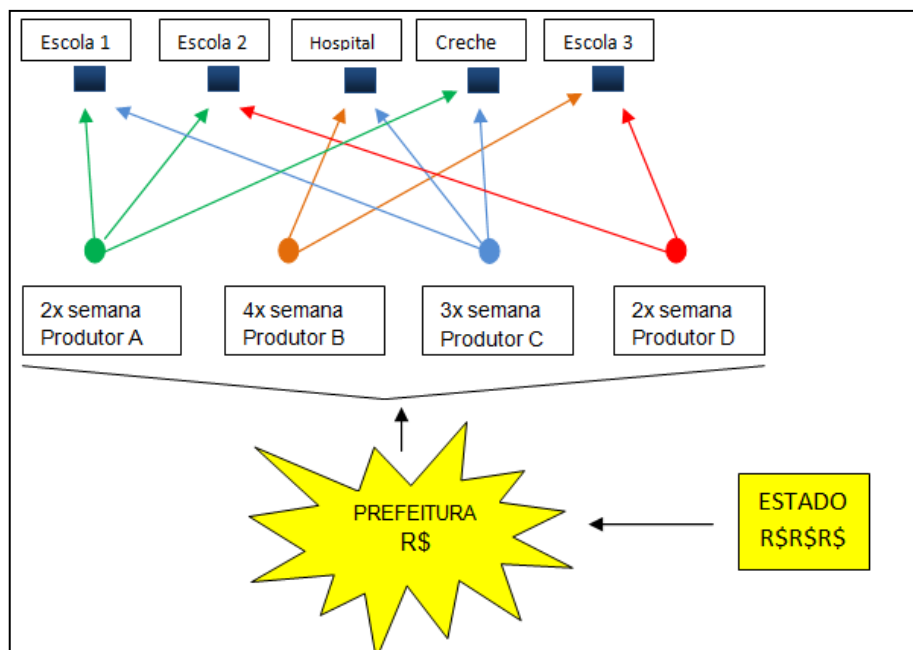 Escola 1
Escola 2
Hospital
Creche
Escola 3
2x semana
Produtor A
4x semana
Produtor B
3x semana
Produtor C
2x semana
Produtor D
PREFEITURA
R$
ESTADO
R$R$R$